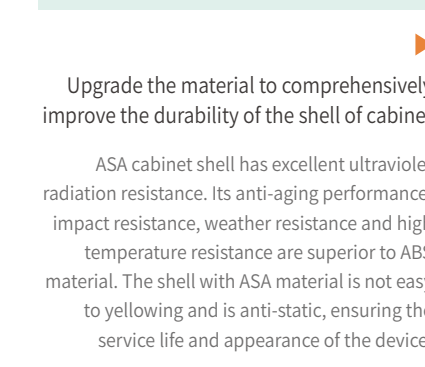 Upgrade the material to comprehensively
improve the durability of the shell of cabine
ASA cabinet shell has excellent ultraviole
radiation resistance. Its anti-aging performance
impact resistance, weather resistance and high
temperature resistance are superior to ABS
material. The shell with ASA material is not easy
to yellowing and is anti-static, ensuring the
service life and appearance of the device